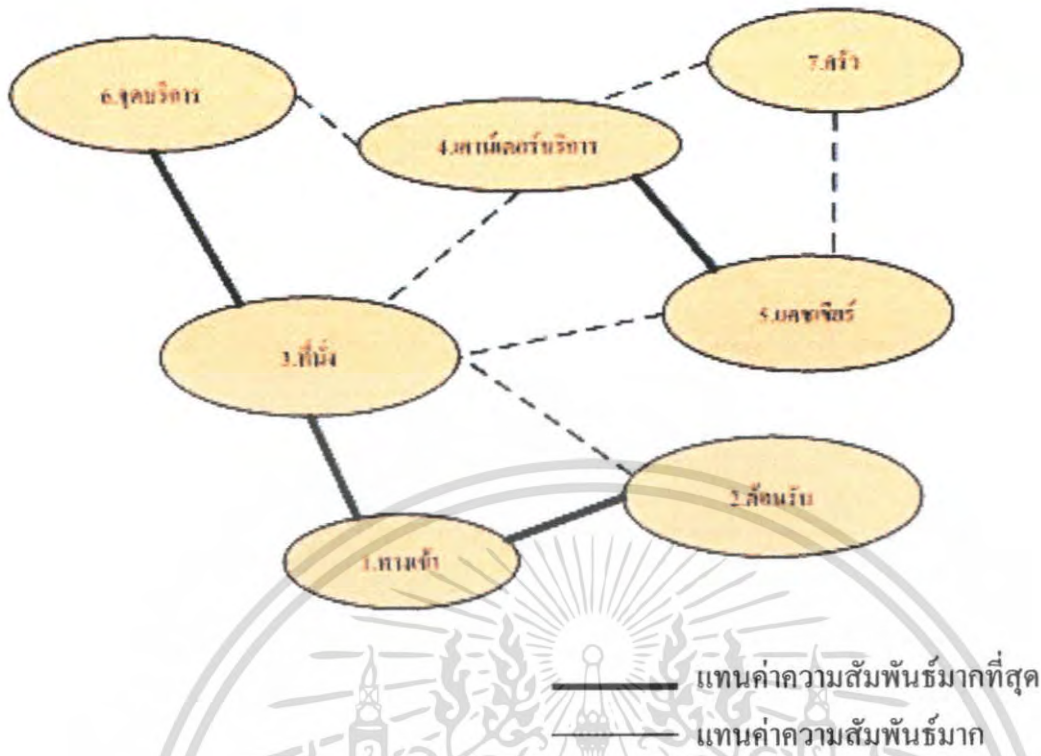 7.ครัว
6.จุดบริการ
4.เคาน์เตอร์บริการ
5.แคชเชียร์
3.ที่นั่ง
2.ต้อนรับ
1.ทางเข้า
แทนค่าความสัมพันธ์มากที่สุด
แทนค่าความสัมพันธ์มาก